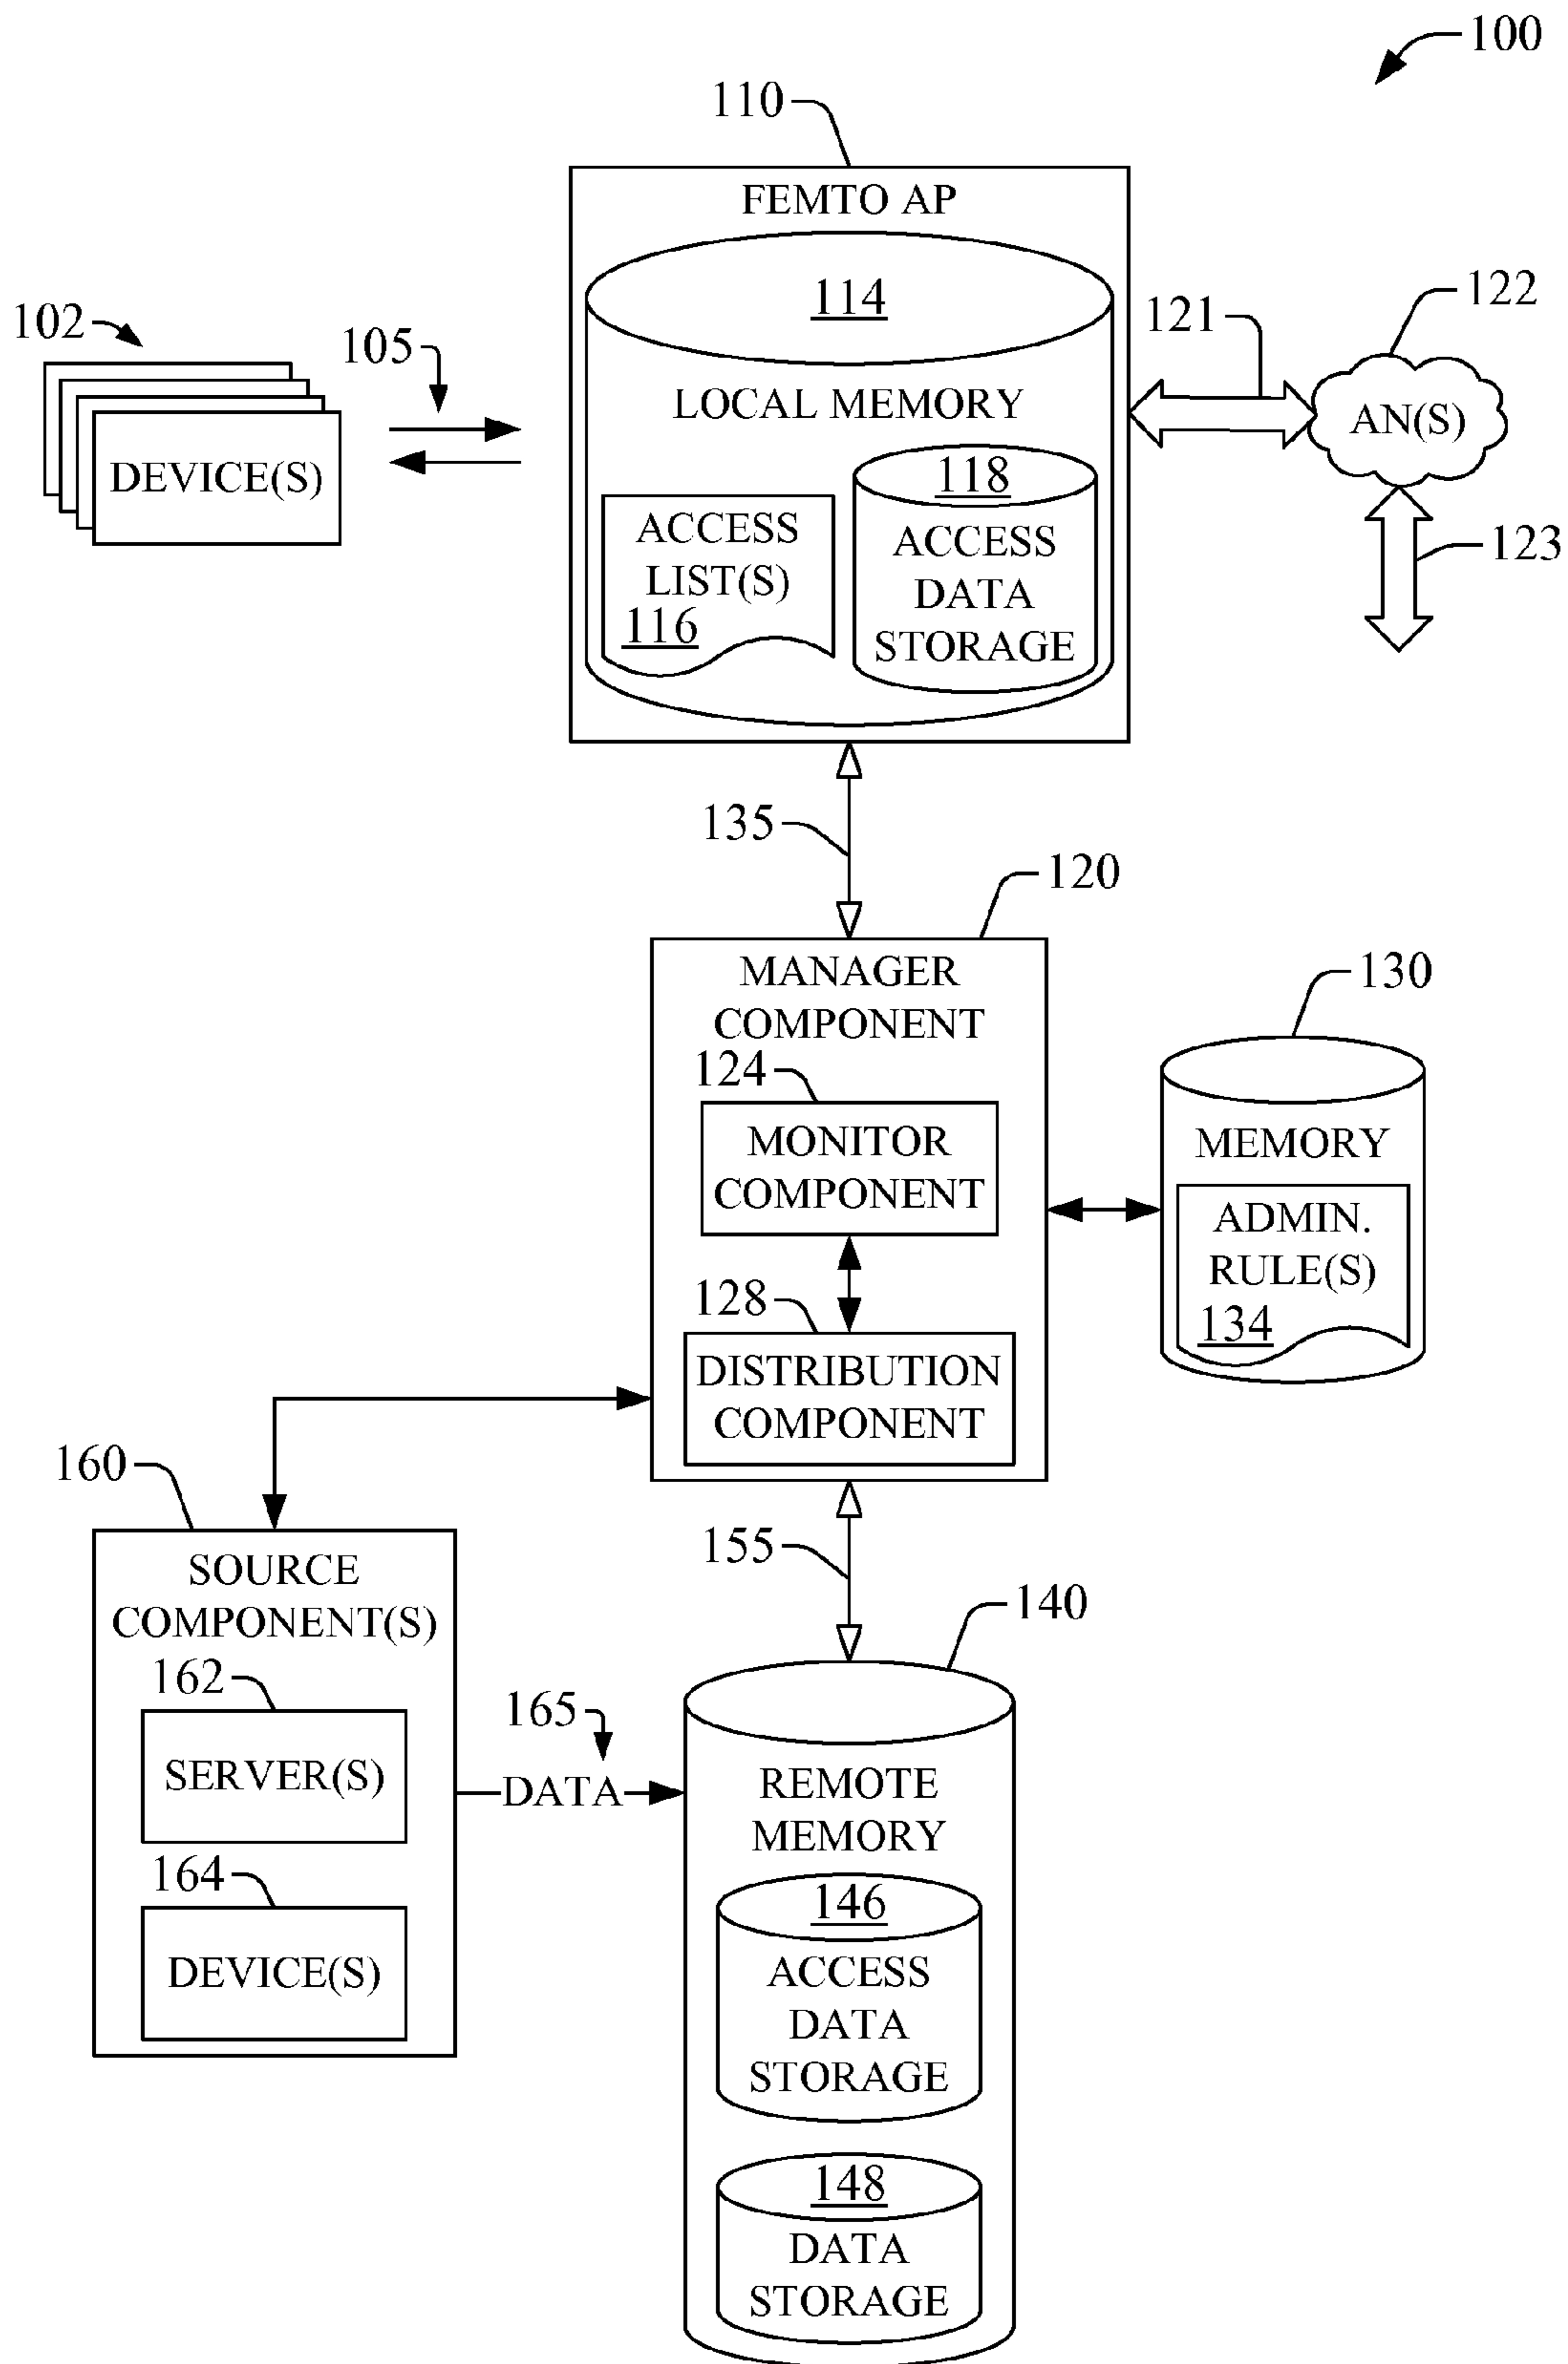 100
110
FEMTO AP
114
LOCAL MEMORY
ACCESS
LIST(S)
116
118
ACCESS
DATA
STORAGE
102
DEVICE(S)
105
121
122
AN(S)
123
135
120
MANAGER
COMPONENT
124
MONITOR
COMPONENT
128
DISTRIBUTION
COMPONENT
130
MEMORY
ADMIN.
RULE(S)
134
160
SOURCE
COMPONENT(S)
162
SERVER(S)
164
DEVICE(S)
155
165
DATA
140
REMOTE
MEMORY
146
ACCESS
DATA
STORAGE
148
DATA
STORAGE